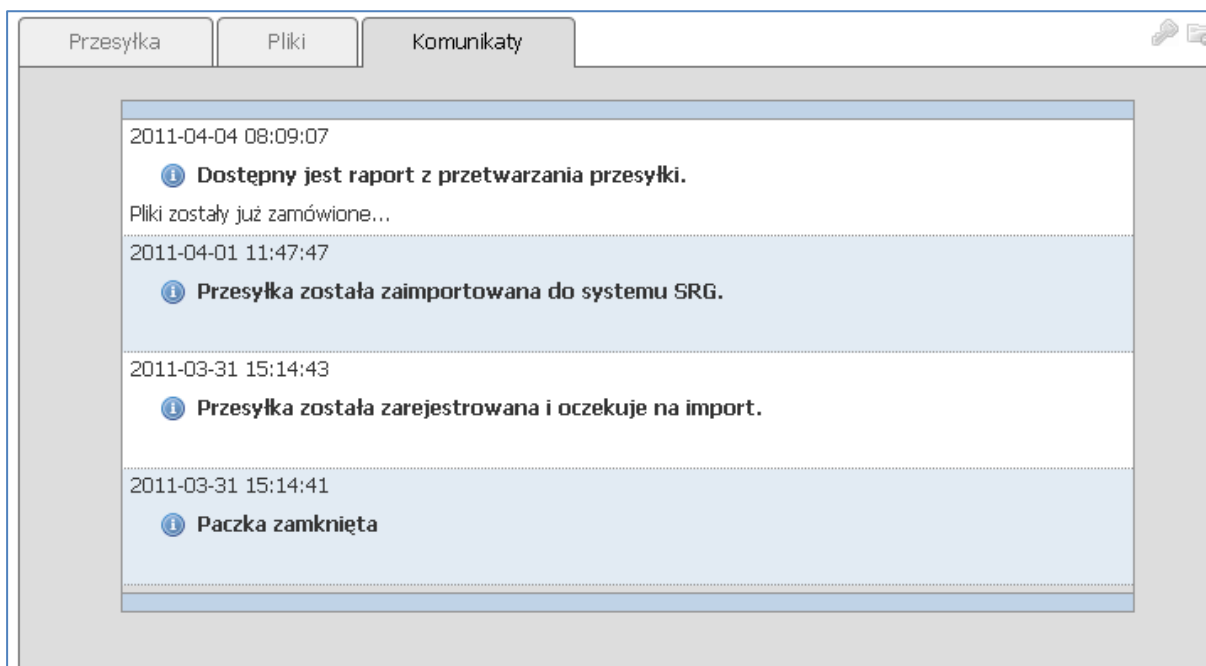 Przesyłka
Pliki
Komunikaty
2011-04-04 08:09:07
Dostępny jest raport z przetwarzania przesyłki.
Pliki zostały już zamówione...
2011-04-01 11:47:47
Przesyłka została zaimportowana do systemu SRG.
2011-03-31 15:14:43
Przesyłka została zarejestrowana i oczekuje na import.
2011-03-31 15:14:41
Paczka zamknięta